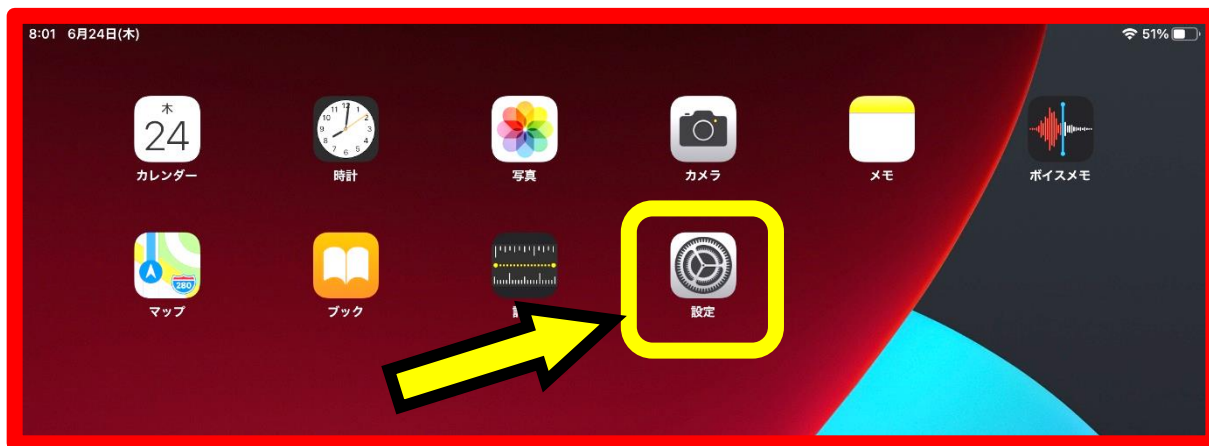 8:01 6月24日(木)
51%
木
24
カレンダー
時計
写真
カメラ
メモ
ボイスメモ
280
マップ
ブック
設定